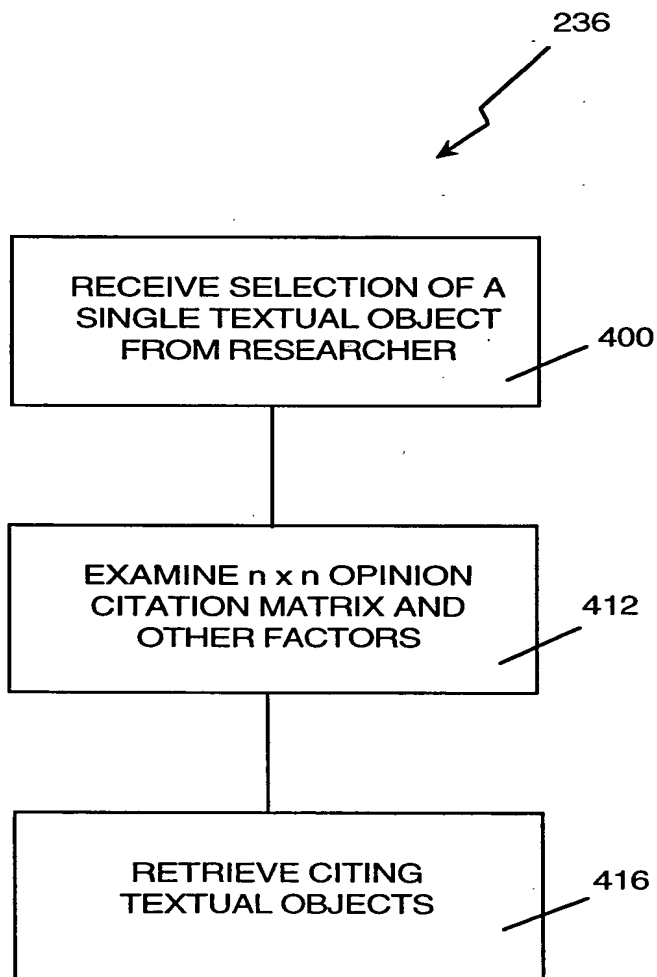 236
RECEIVE SELECTION OF A
SINGLE TEXTUAL OBJECT
FROM RESEARCHER
400
EXAMINE n x n OPINION
CITATION MATRIX AND
OTHER FACTORS
412
RETRIEVE CITING
TEXTUAL OBJECTS
416